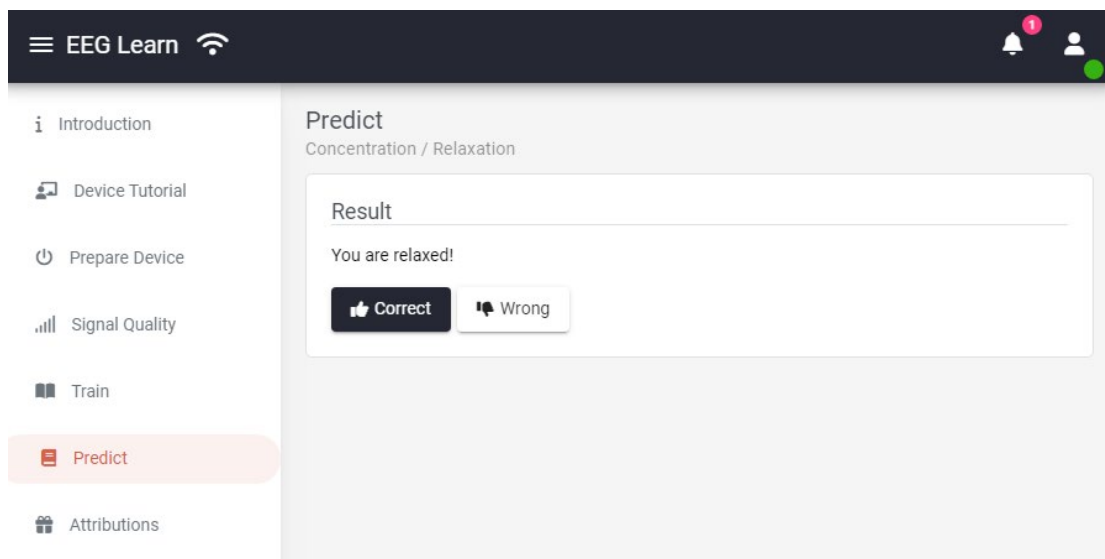 EEG Learn
1
Introduction
Device Tutorial
Prepare Device
Signal Quality
Train
Predict
Attributions
Predict
Concentration / Relaxation
Result
You are relaxed!
Correct
Wrong